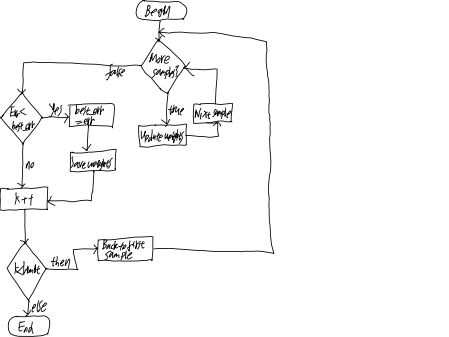 Begin
More
samples?
false
true
Next sample
Update weights
Err<
best_err
Yes
best_err
=err
Save weights
no
k++
then
Back to first
sample
else
End